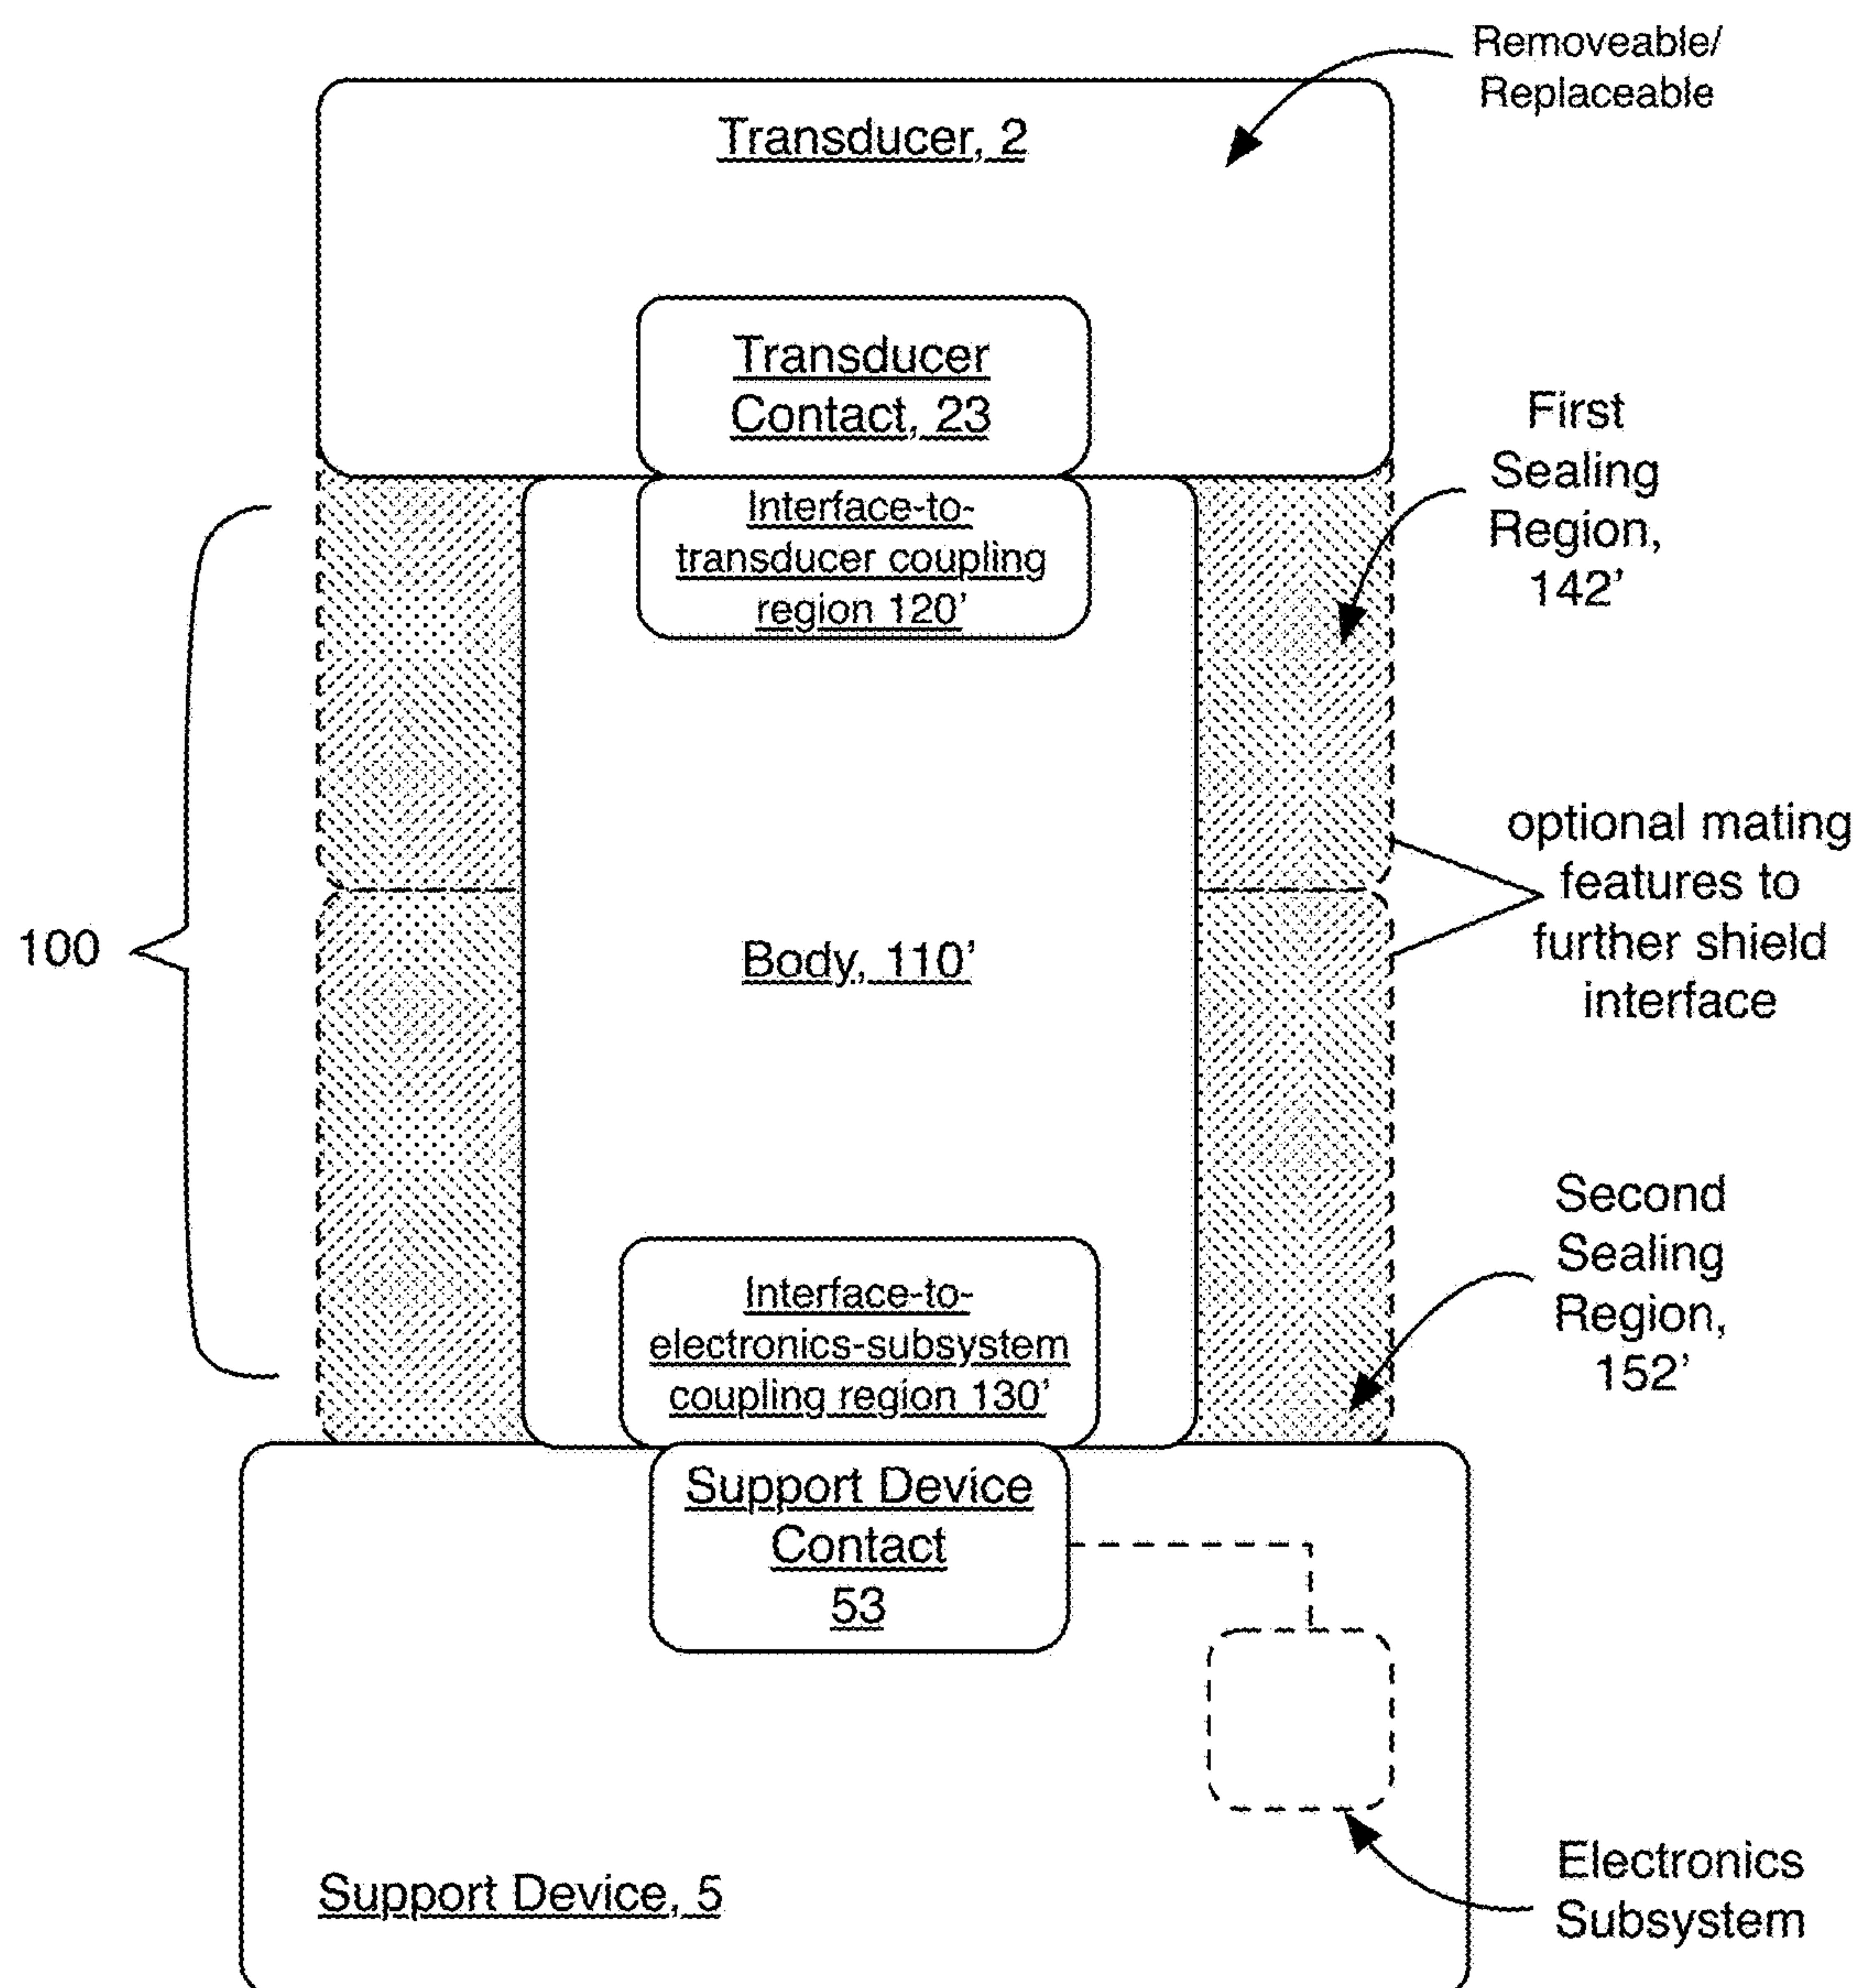 Removeable/
Replaceable
Transducer, 2
Transducer
Contact, 23
First
Sealing
Region,
142’
Interface-to-
transducer coupling
region 120’
optional mating
features to
further shield
interface
100
Body, 110’
Second
Sealing
Region,
152’
Interface-to-
electronics-subsystem
coupling region 130’
Support Device
Contact
53
Electronics
Subsystem
Support Device, 5